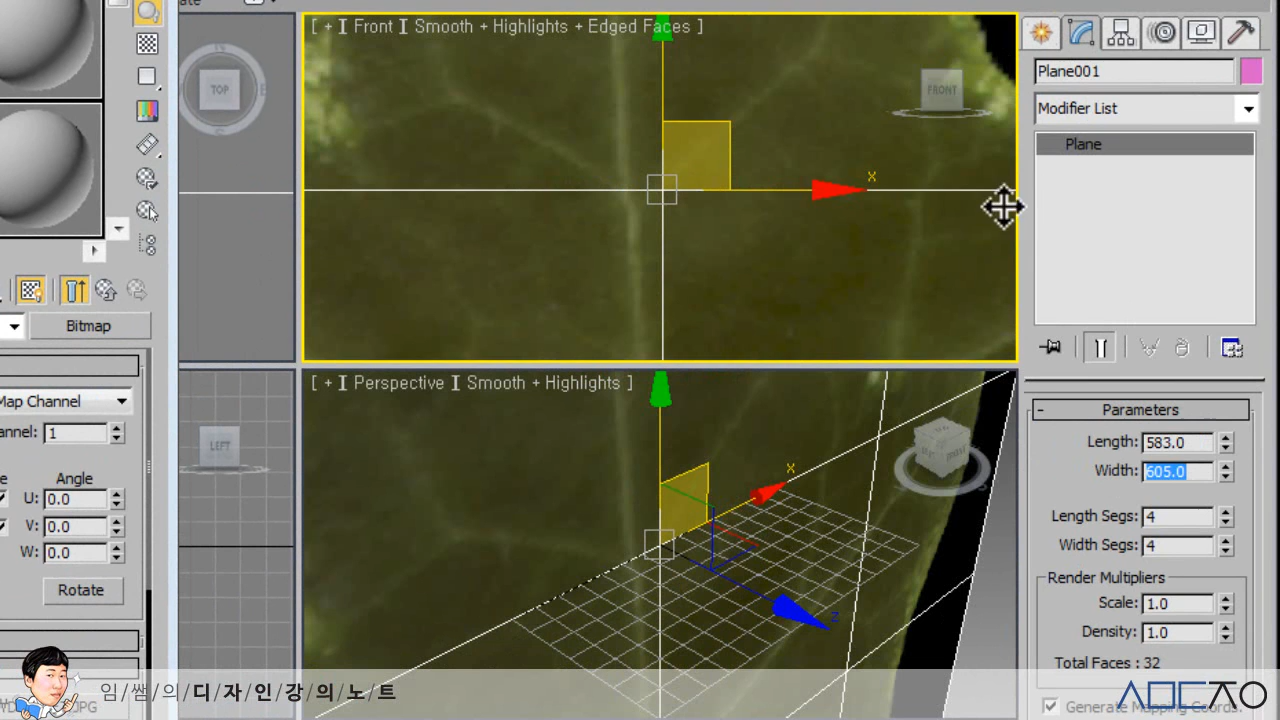 [ + ] Front ] Smooth + Highlights + Edged Faces ]
TOP
FRONT
x
Plane001
Modifier List
Plane
Bitmap
Map Channel
annel: 1
Angle
U: 0.0
V: 0.0
W: 0.0
Rotate
[ + ] Perspective ] Smooth + Highlights ]
LEFT
x
z
Parameters
Length: 583.0
Width: 605.0
Length Segs: 4
Width Segs: 4
Render Multipliers
Scale: 1.0
Density: 1.0
Total Faces : 32
Generate Mapping Coords.
임/쌤/의/디/자/인/강/의/노/트